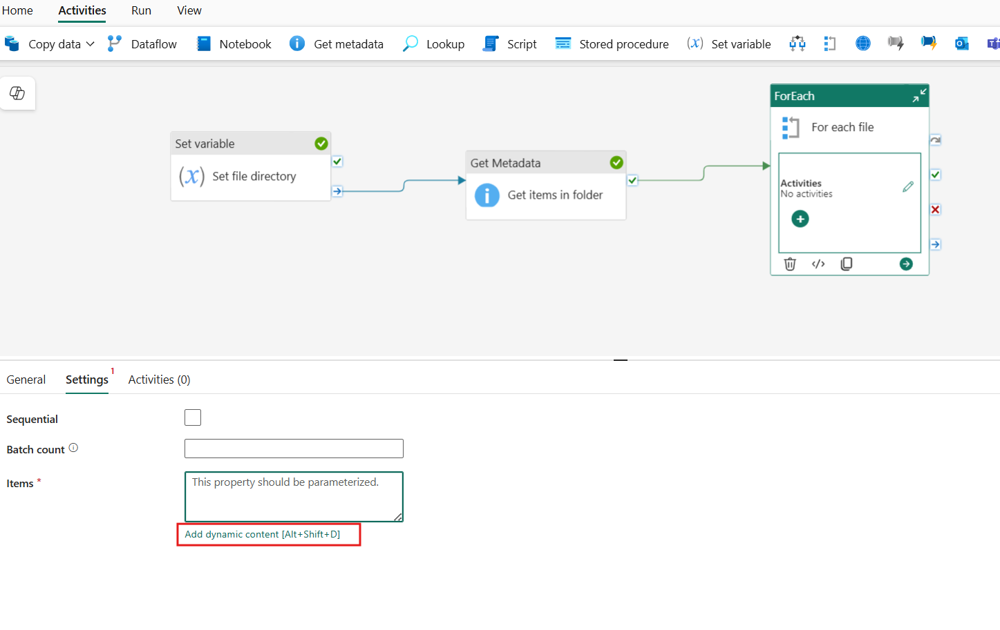 Home Activities Run View
Copy data Dataflow Notebook Get metadata Lookup Script Stored procedure (x) Set variable
ForEach
For each file
Set variable
(x) Set file directory
Get Metadata
Get items in folder
Activities
No activities
General Settings 1 Activities (0)
Sequential
Batch count
Items *
This property should be parameterized.
Add dynamic content [Alt+Shift+D]